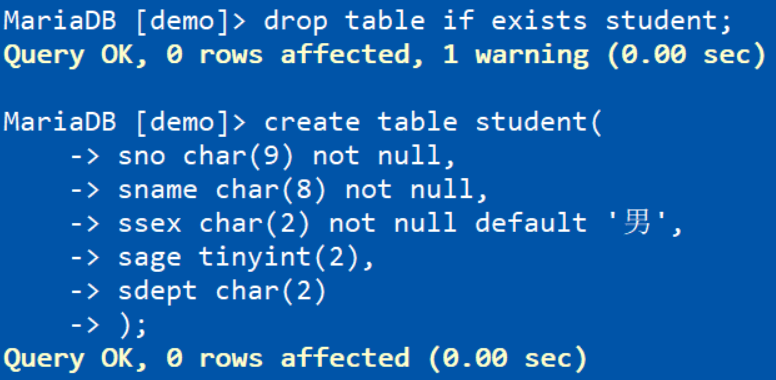 MariaDB [demo]> drop table if exists student;
Query OK, 0 rows affected, 1 warning (0.00 sec)
MariaDB [demo]> create table student(
-> sno char(9) not null,
-> sname char(8) not null,
-> ssex char(2) not null default '男',
-> sage tinyint(2),
-> sdept char(2)
-> );
Query OK, 0 rows affected (0.00 sec)